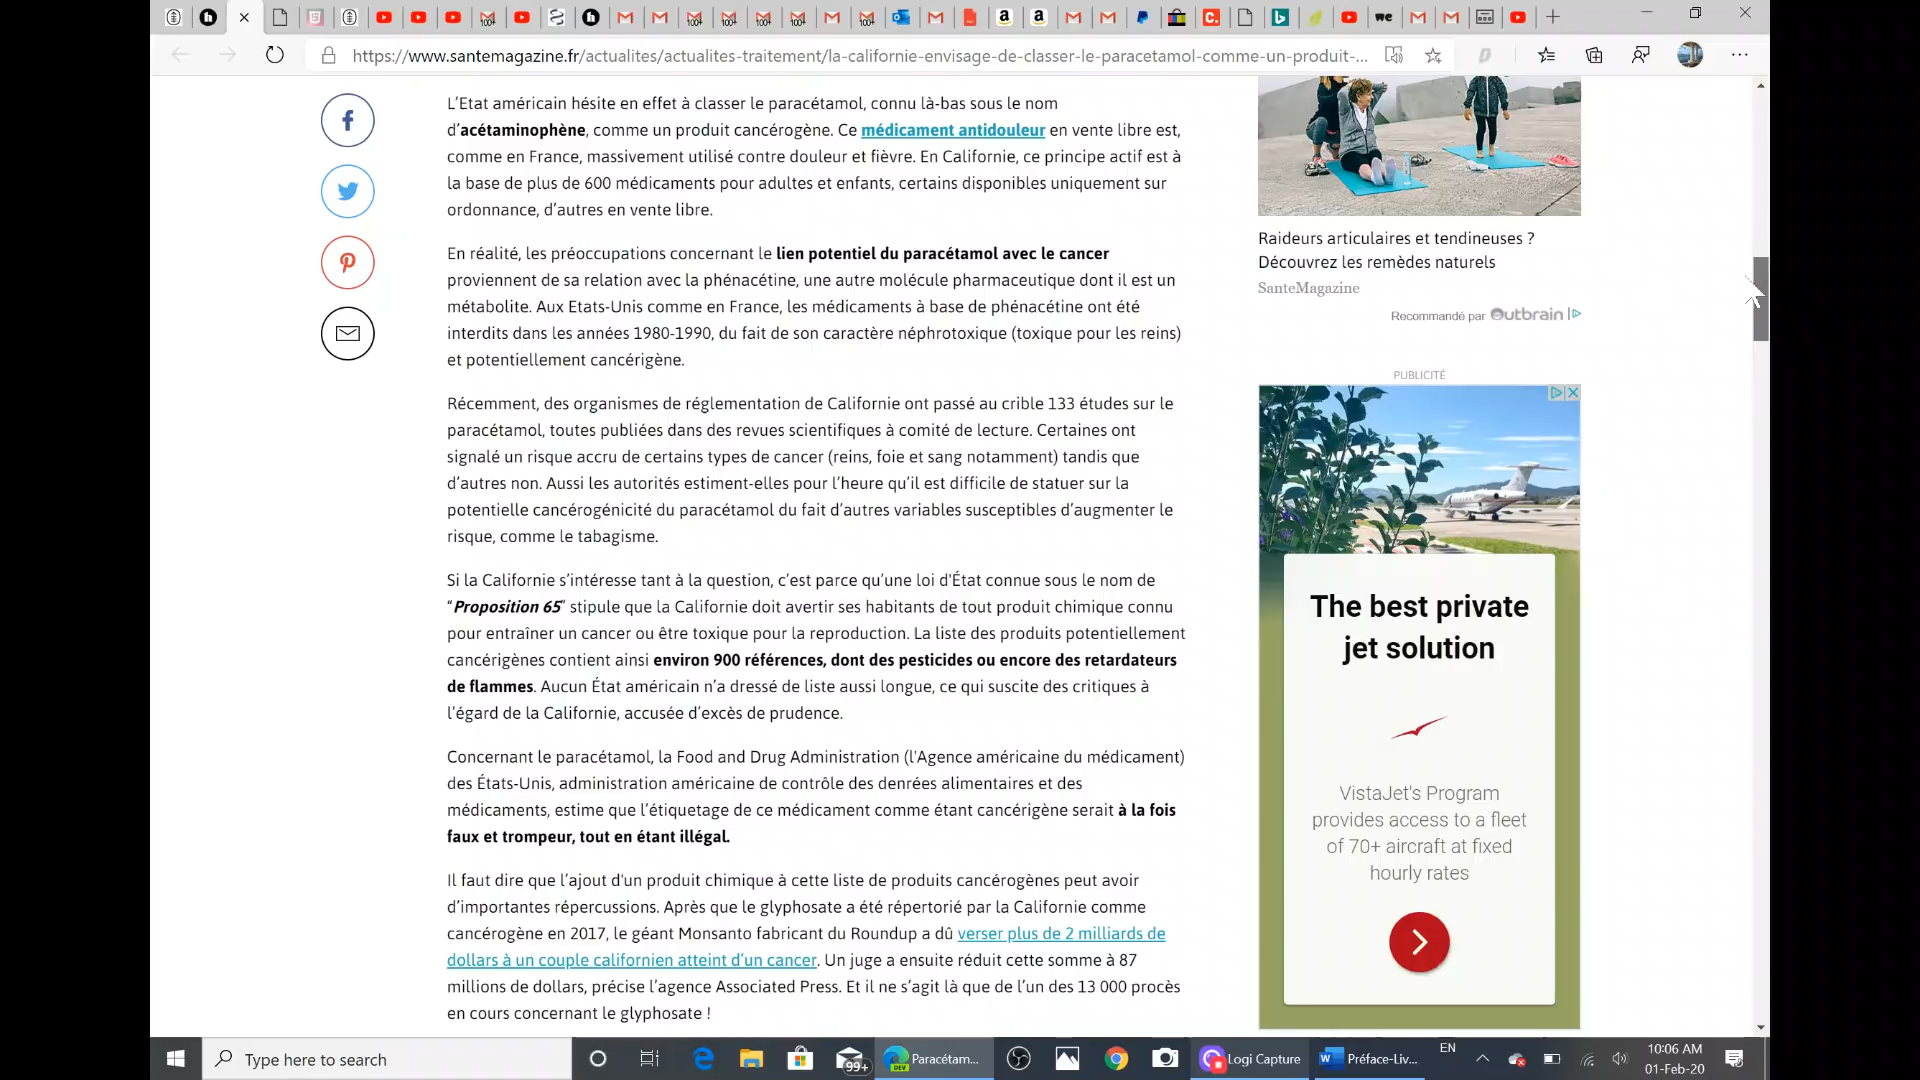 https://www.santemagazine.fr/actualites/actualites-traitement/la-californie-envisage-de-classer-le-paracetamol-comme-un-produit-...
L'Etat américain hésite en effet à classer le paracétamol, connu là-bas sous le nom
d'acétaminophène, comme un produit cancérogène. Ce médicament antidouleur en vente libre est,
comme en France, massivement utilisé contre douleur et fièvre. En Californie, ce principe actif est à
la base de plus de 600 médicaments pour adultes et enfants, certains disponibles uniquement sur
ordonnance, d'autres en vente libre.
En réalité, les préoccupations concernant le lien potentiel du paracétamol avec le cancer
proviennent de sa relation avec la phénacétine, une autre molécule pharmaceutique dont il est un
métabolite. Aux Etats-Unis comme en France, les médicaments à base de phénacétine ont été
interdits dans les années 1980-1990, du fait de son caractère néphrotoxique (toxique pour les reins)
et potentiellement cancérigène.
Récemment, des organismes de réglementation de Californie ont passé au crible 133 études sur le
paracétamol, toutes publiées dans des revues scientifiques à comité de lecture. Certaines ont
signalé un risque accru de certains types de cancer (reins, foie et sang notamment) tandis que
d'autres non. Aussi les autorités estiment-elles pour l'heure qu'il est difficile de statuer sur la
potentielle cancérogénicité du paracétamol du fait d'autres variables susceptibles d'augmenter le
risque, comme le tabagisme.
Si la Californie s'intéresse tant à la question, c'est parce qu'une loi d'État connue sous le nom de
“Proposition 65” stipule que la Californie doit avertir ses habitants de tout produit chimique connu
pour entraîner un cancer ou être toxique pour la reproduction. La liste des produits potentiellement
cancérigènes contient ainsi environ 900 références, dont des pesticides ou encore des retardateurs
de flammes. Aucun État américain n'a dressé de liste aussi longue, ce qui suscite des critiques à
l'égard de la Californie, accusée d'excès de prudence.
Concernant le paracétamol, la Food and Drug Administration (l'Agence américaine du médicament)
des États-Unis, administration américaine de contrôle des denrées alimentaires et des
médicaments, estime que l'étiquetage de ce médicament comme étant cancérigène serait à la fois
faux et trompeur, tout en étant illégal.
Il faut dire que l'ajout d'un produit chimique à cette liste de produits cancérogènes peut avoir
d'importantes répercussions. Après que le glyphosate a été répertorié par la Californie comme
cancérogène en 2017, le géant Monsanto fabricant du Roundup a dû verser plus de 2 milliards de
dollars à un couple californien atteint d'un cancer. Un juge a ensuite réduit cette somme à 87
millions de dollars, précise l'agence Associated Press. Et il ne s'agit là que de l'un des 13 000 procès
en cours concernant le glyphosate !
Raideurs articulaires et tendineuses ?
Découvrez les remèdes naturels
SanteMagazine
Recommandé par Outbrain
PUBLICITÉ
The best private
jet solution
VistaJet's Program
provides access to a fleet
of 70+ aircraft at fixed
hourly rates
Type here to search
99+
DEV
Paracétam...
Logi Capture
Préface-Liv...
EN
10:06 AM
01-Feb-20